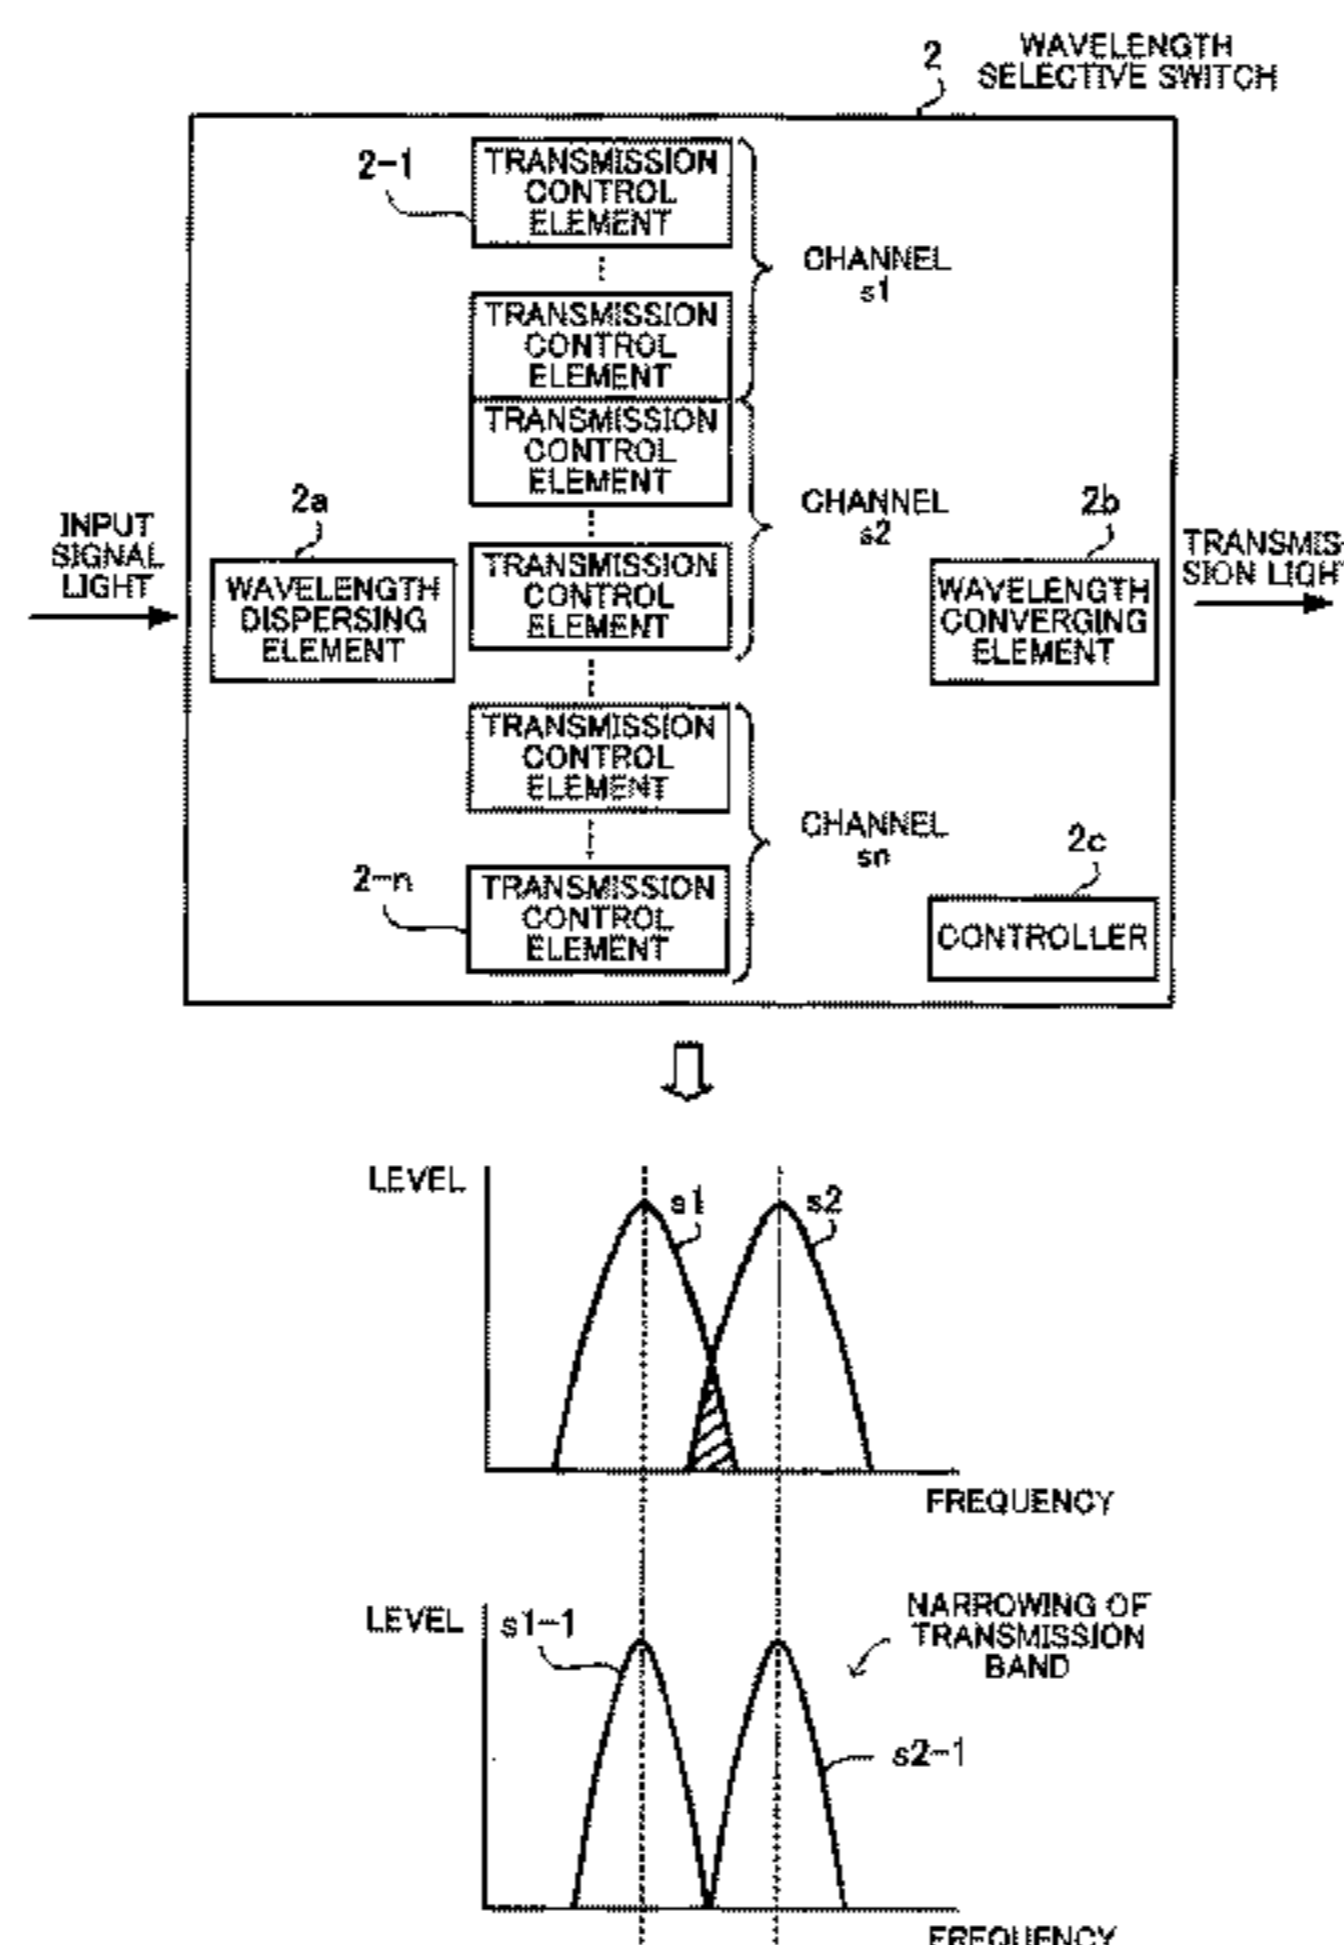 2
WAVELENGTH
SELECTIVE SWITCH
2-1
TRANSMISSION
CONTROL
ELEMENT
CHANNEL
s1
TRANSMISSION
CONTROL
ELEMENT
TRANSMISSION
CONTROL
ELEMENT
CHANNEL
s2
INPUT
SIGNAL
LIGHT
2a
WAVELENGTH
DISPERSING
ELEMENT
TRANSMISSION
CONTROL
ELEMENT
2b
WAVELENGTH
CONVERGING
ELEMENT
TRANSMIS-
SION LIGHT
TRANSMISSION
CONTROL
ELEMENT
CHANNEL
sn
2-n
TRANSMISSION
CONTROL
ELEMENT
2c
CONTROLLER
LEVEL
s1
s2
FREQUENCY
LEVEL
s1-1
NARROWING OF
TRANSMISSION
BAND
s2-1
FREQUENCY